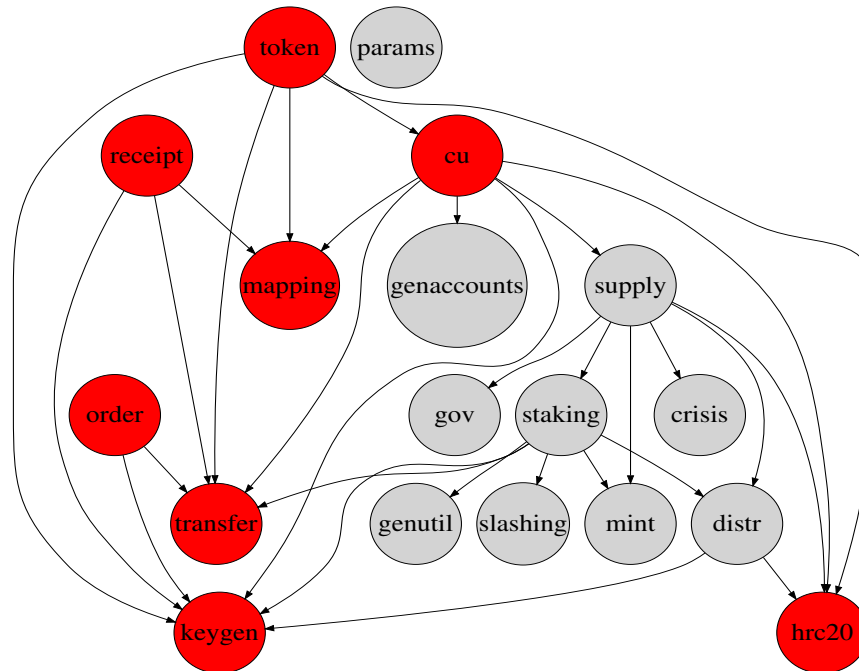 token
params
receipt
cu
mapping
genaccounts
supply
order
gov
staking
crisis
transfer
genutil
slashing
mint
distr
keygen
hrc20